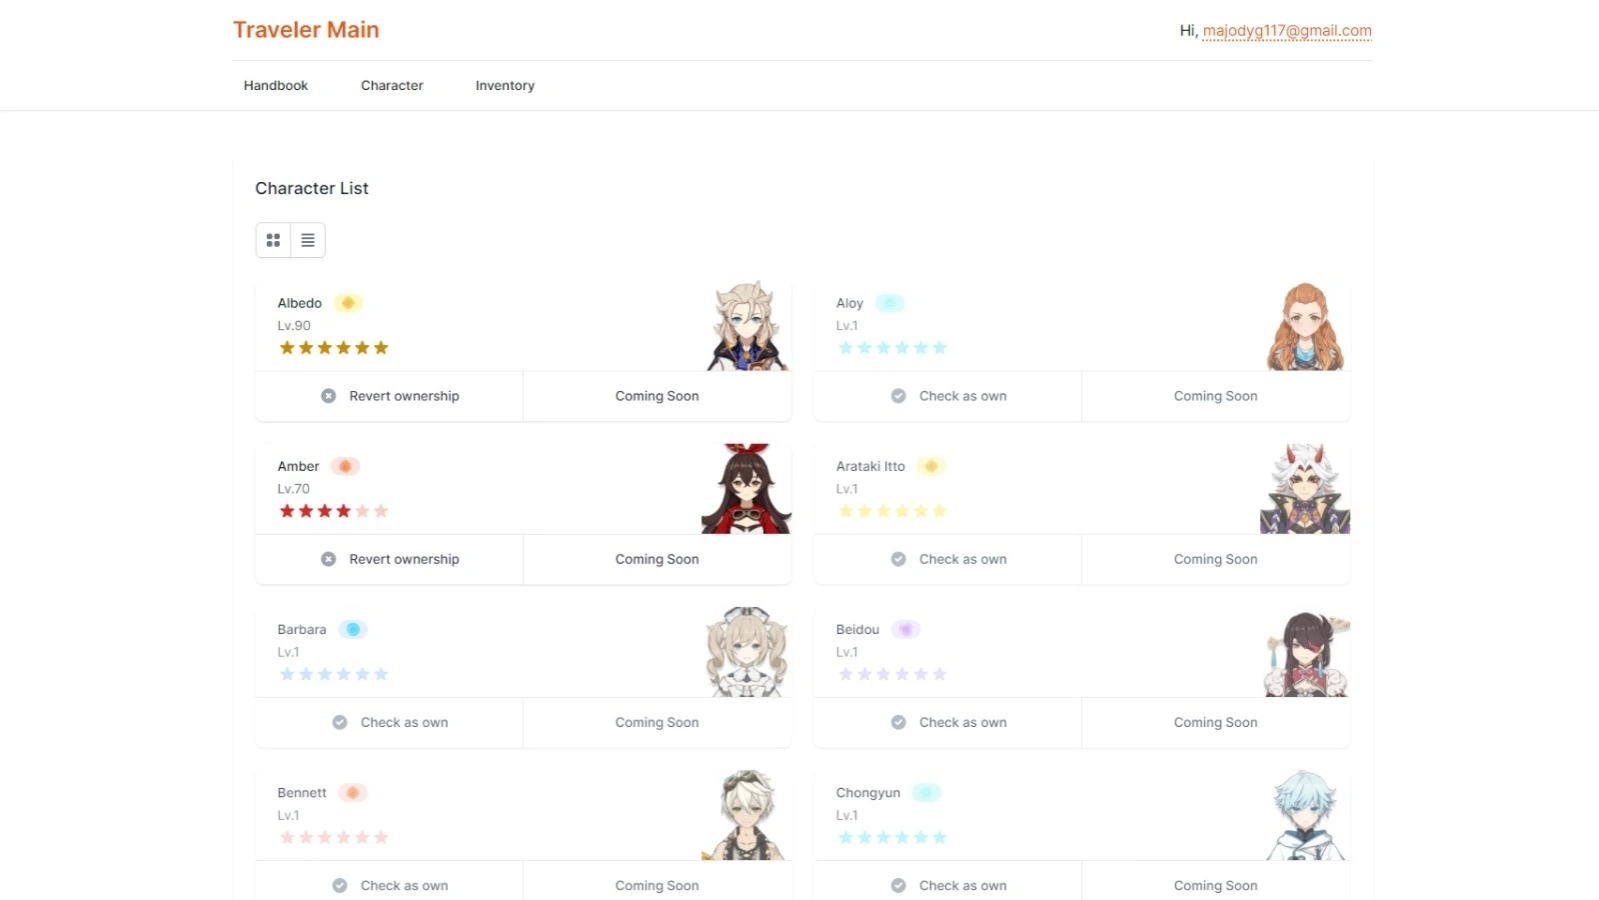 Traveler Main
Hi, majodyg117@gmail.com
Handbook Character Inventory
Character List
Albedo
Lv.90
Revert ownership Coming Soon
Aloy
Lv.1
Check as own Coming Soon
Amber
Lv.70
Revert ownership Coming Soon
Arataki Itto
Lv.1
Check as own Coming Soon
Barbara
Lv.1
Check as own Coming Soon
Beidou
Lv.1
Check as own Coming Soon
Bennett
Lv.1
Check as own Coming Soon
Chongyun
Lv.1
Check as own Coming Soon